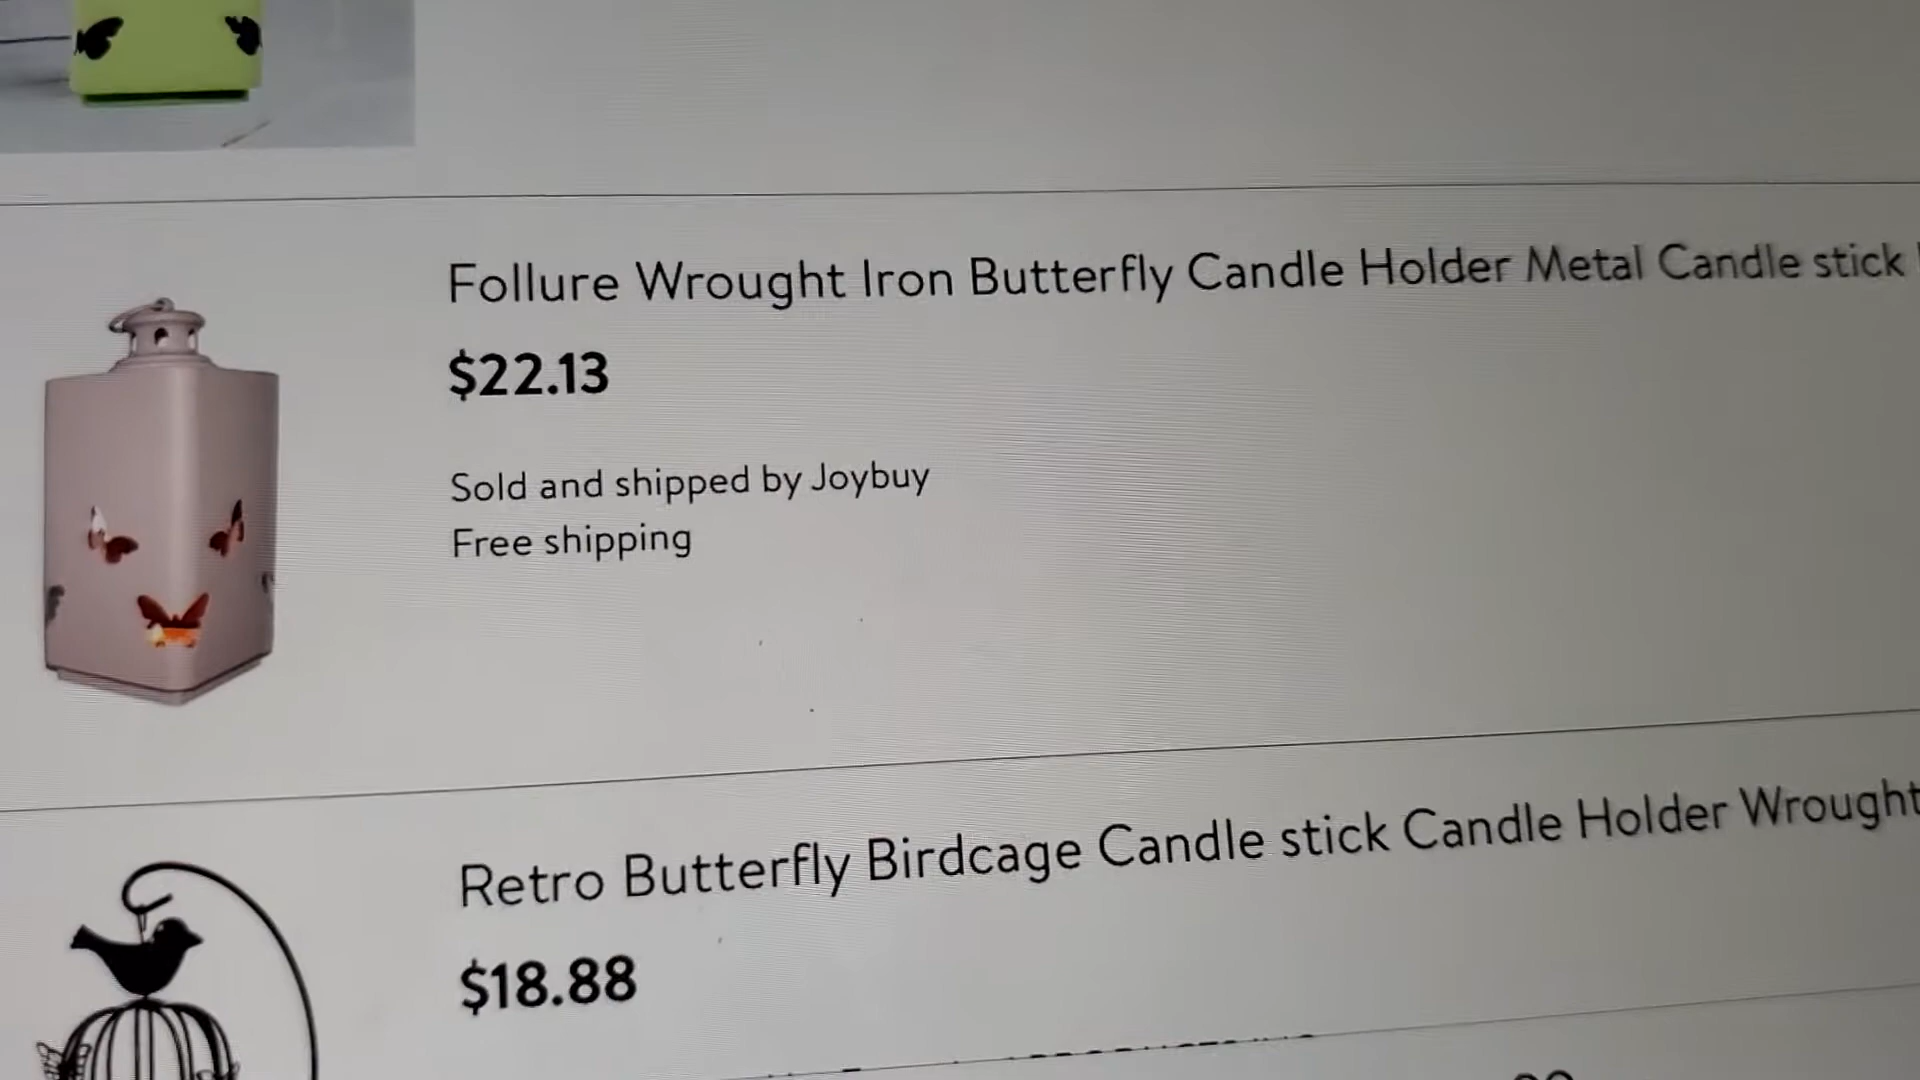 Follure Wrought Iron Butterfly Candle Holder Metal Candle stick
$22.13
Sold and shipped by Joybuy
Free shipping
Retro Butterfly Birdcage Candle stick Candle Holder Wrought
$18.88